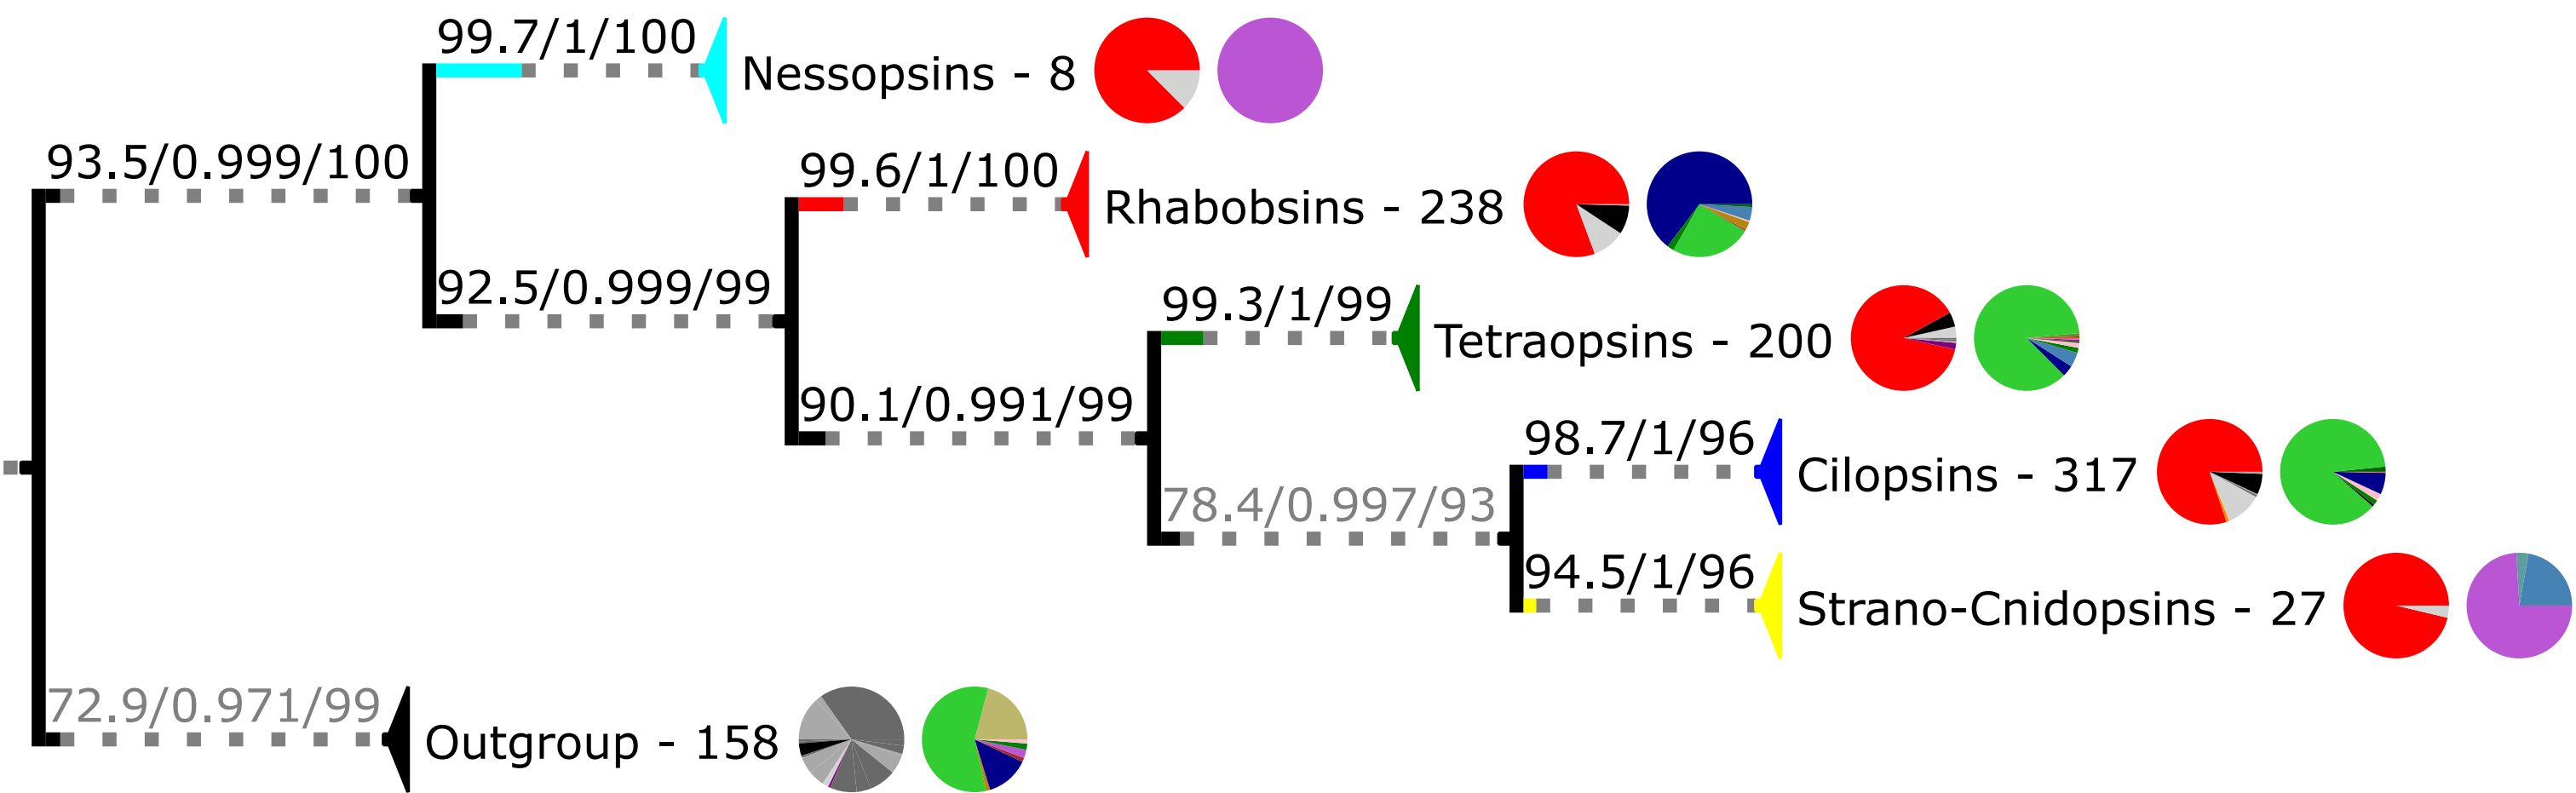 99.7/1/100
Nessopsins - 8
93.5/0.999/100
99.6/1/100
Rhabobsins - 238
92.5/0.999/99
99.3/1/99
Tetraopsins - 200
90.1/0.991/99
98.7/1/96
Cilopsins - 317
78.4/0.997/93
94.5/1/96
Strano-Cnidopsins - 27
72.9/0.971/99
Outgroup - 158